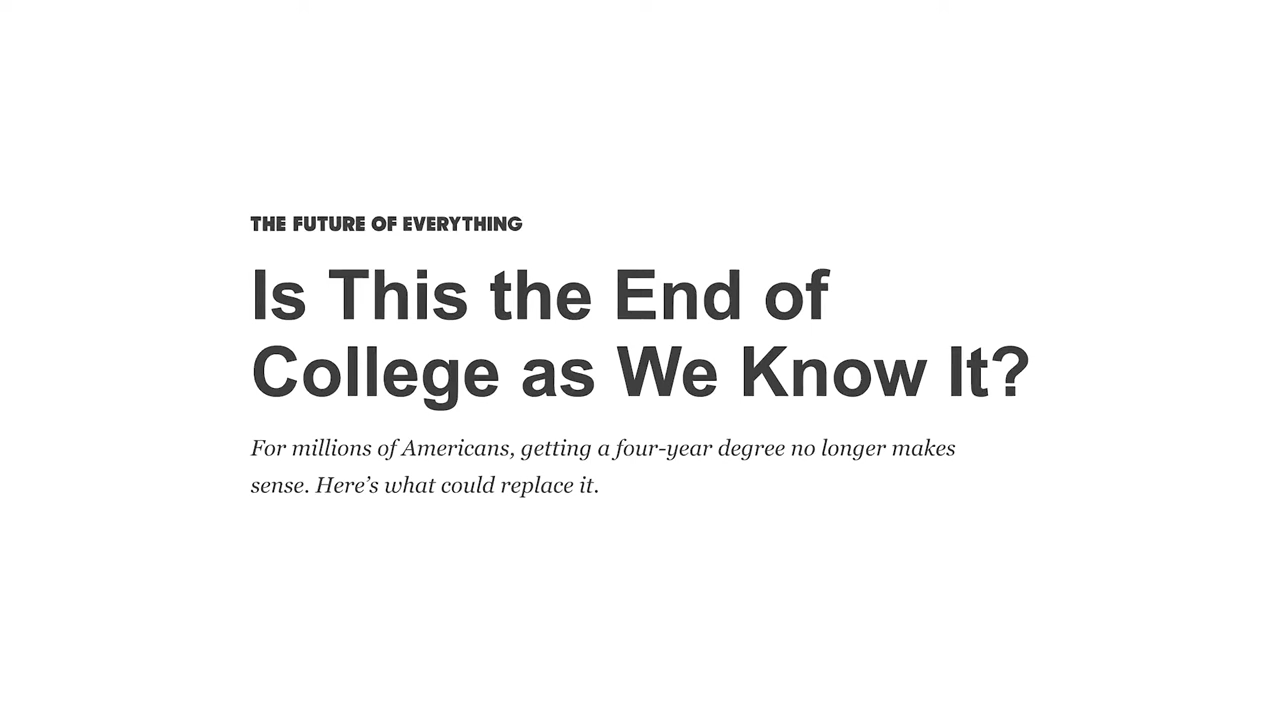 THE FUTURE OF EVERYTHING
Is This the End of
College as We Know It?
For millions of Americans, getting a four-year degree no longer makes
sense. Here’s what could replace it.